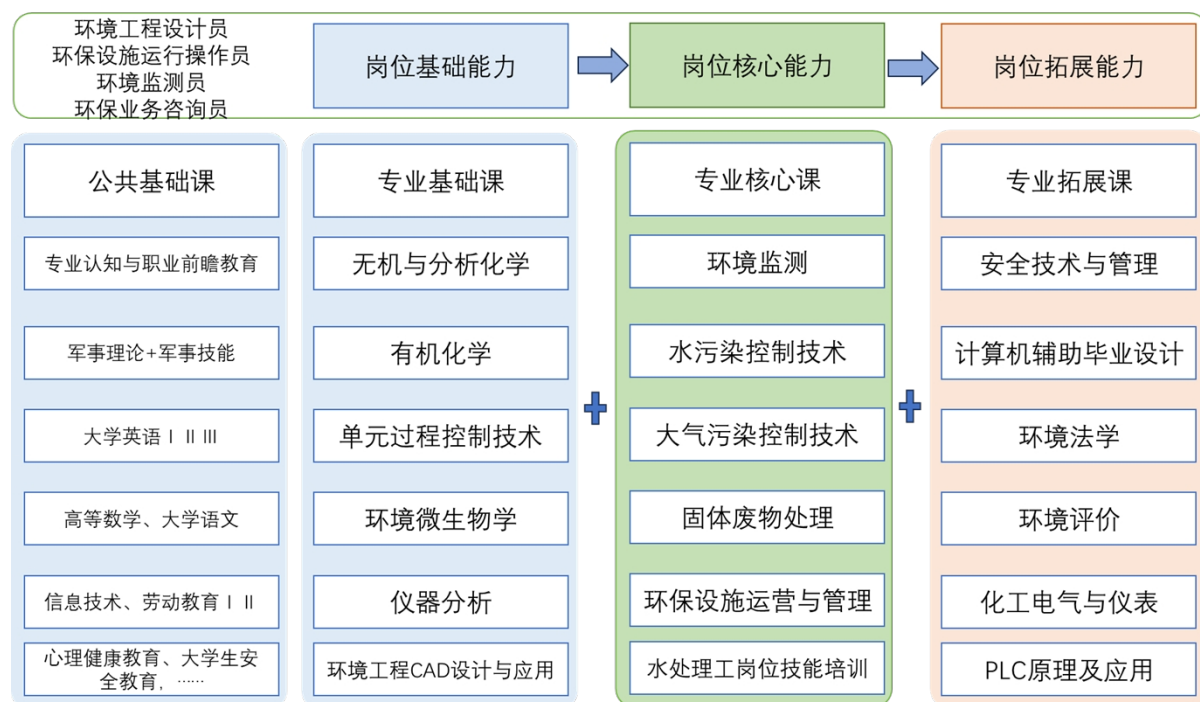 环境工程设计员
环保设施运行操作员
环境监测员
环保业务咨询员
岗位基础能力
岗位核心能力
岗位拓展能力
公共基础课
专业基础课
专业核心课
专业拓展课
专业认知与职业前瞻教育
无机与分析化学
环境监测
安全技术与管理
军事理论+军事技能
有机化学
水污染控制技术
计算机辅助毕业设计
大学英语Ⅰ Ⅱ Ⅲ
单元过程控制技术
大气污染控制技术
环境法学
高等数学、大学语文
环境微生物学
固体废物处理
环境评价
信息技术、劳动教育Ⅰ Ⅱ
仪器分析
环保设施运营与管理
化工电气与仪表
心理健康教育、大学生安
全教育，……
环境工程CAD设计与应用
水处理工岗位技能培训
PLC原理及应用